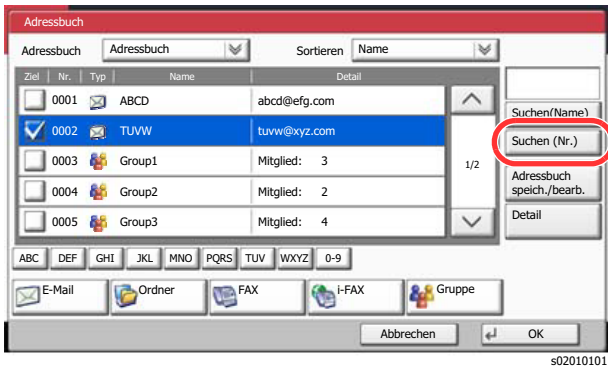 Adressbuch
Adressbuch Adressbuch Sortieren Name
Ziel Nr. Typ Name Detail
0001 ABCD abcd@efg.com
Suchen(Name)
0002 TUVW tuvw@xyz.com
Suchen (Nr.)
0003 Group1 Mitglied: 3
1/2
0004 Group2 Mitglied: 2
Adressbuch
speich./bearb.
0005 Group3 Mitglied: 4
Detail
ABC DEF GHI JKL MNO PQRS TUV WXYZ 0-9
E-Mail Ordner FAX i-FAX Gruppe
Abbrechen OK
s02010101